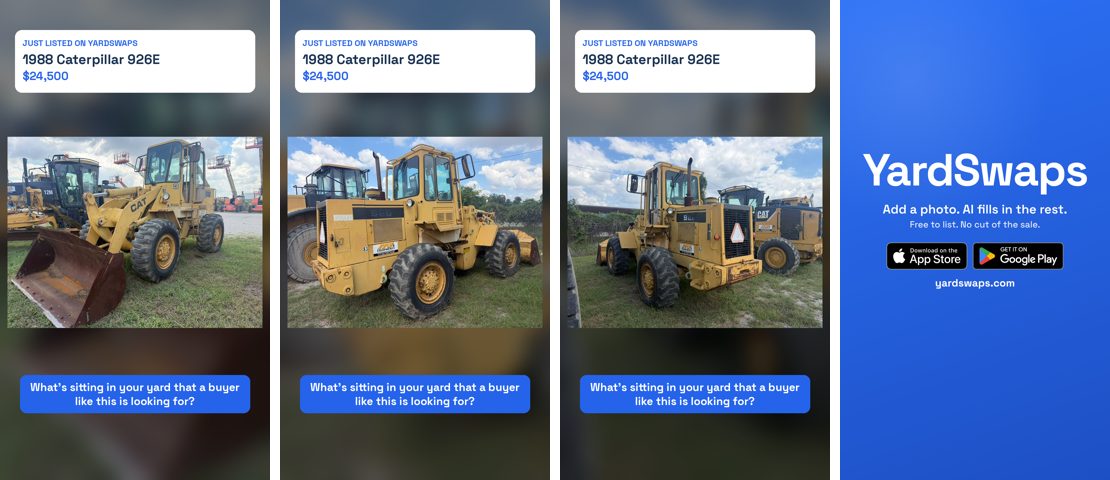 JUST LISTED ON YARDSWAPS
1988 Caterpillar 926E
$24,500
CAT
What's sitting in your yard that a buyer
like this is looking for?
JUST LISTED ON YARDSWAPS
1988 Caterpillar 926E
$24,500
What's sitting in your yard that a buyer
like this is looking for?
JUST LISTED ON YARDSWAPS
1988 Caterpillar 926E
$24,500
CAT
What's sitting in your yard that a buyer
like this is looking for?
YardSwaps
Add a photo. AI fills in the rest.
Free to list. No cut of the sale.
Download on the
App Store
GET IT ON
Google Play
yardswaps.com